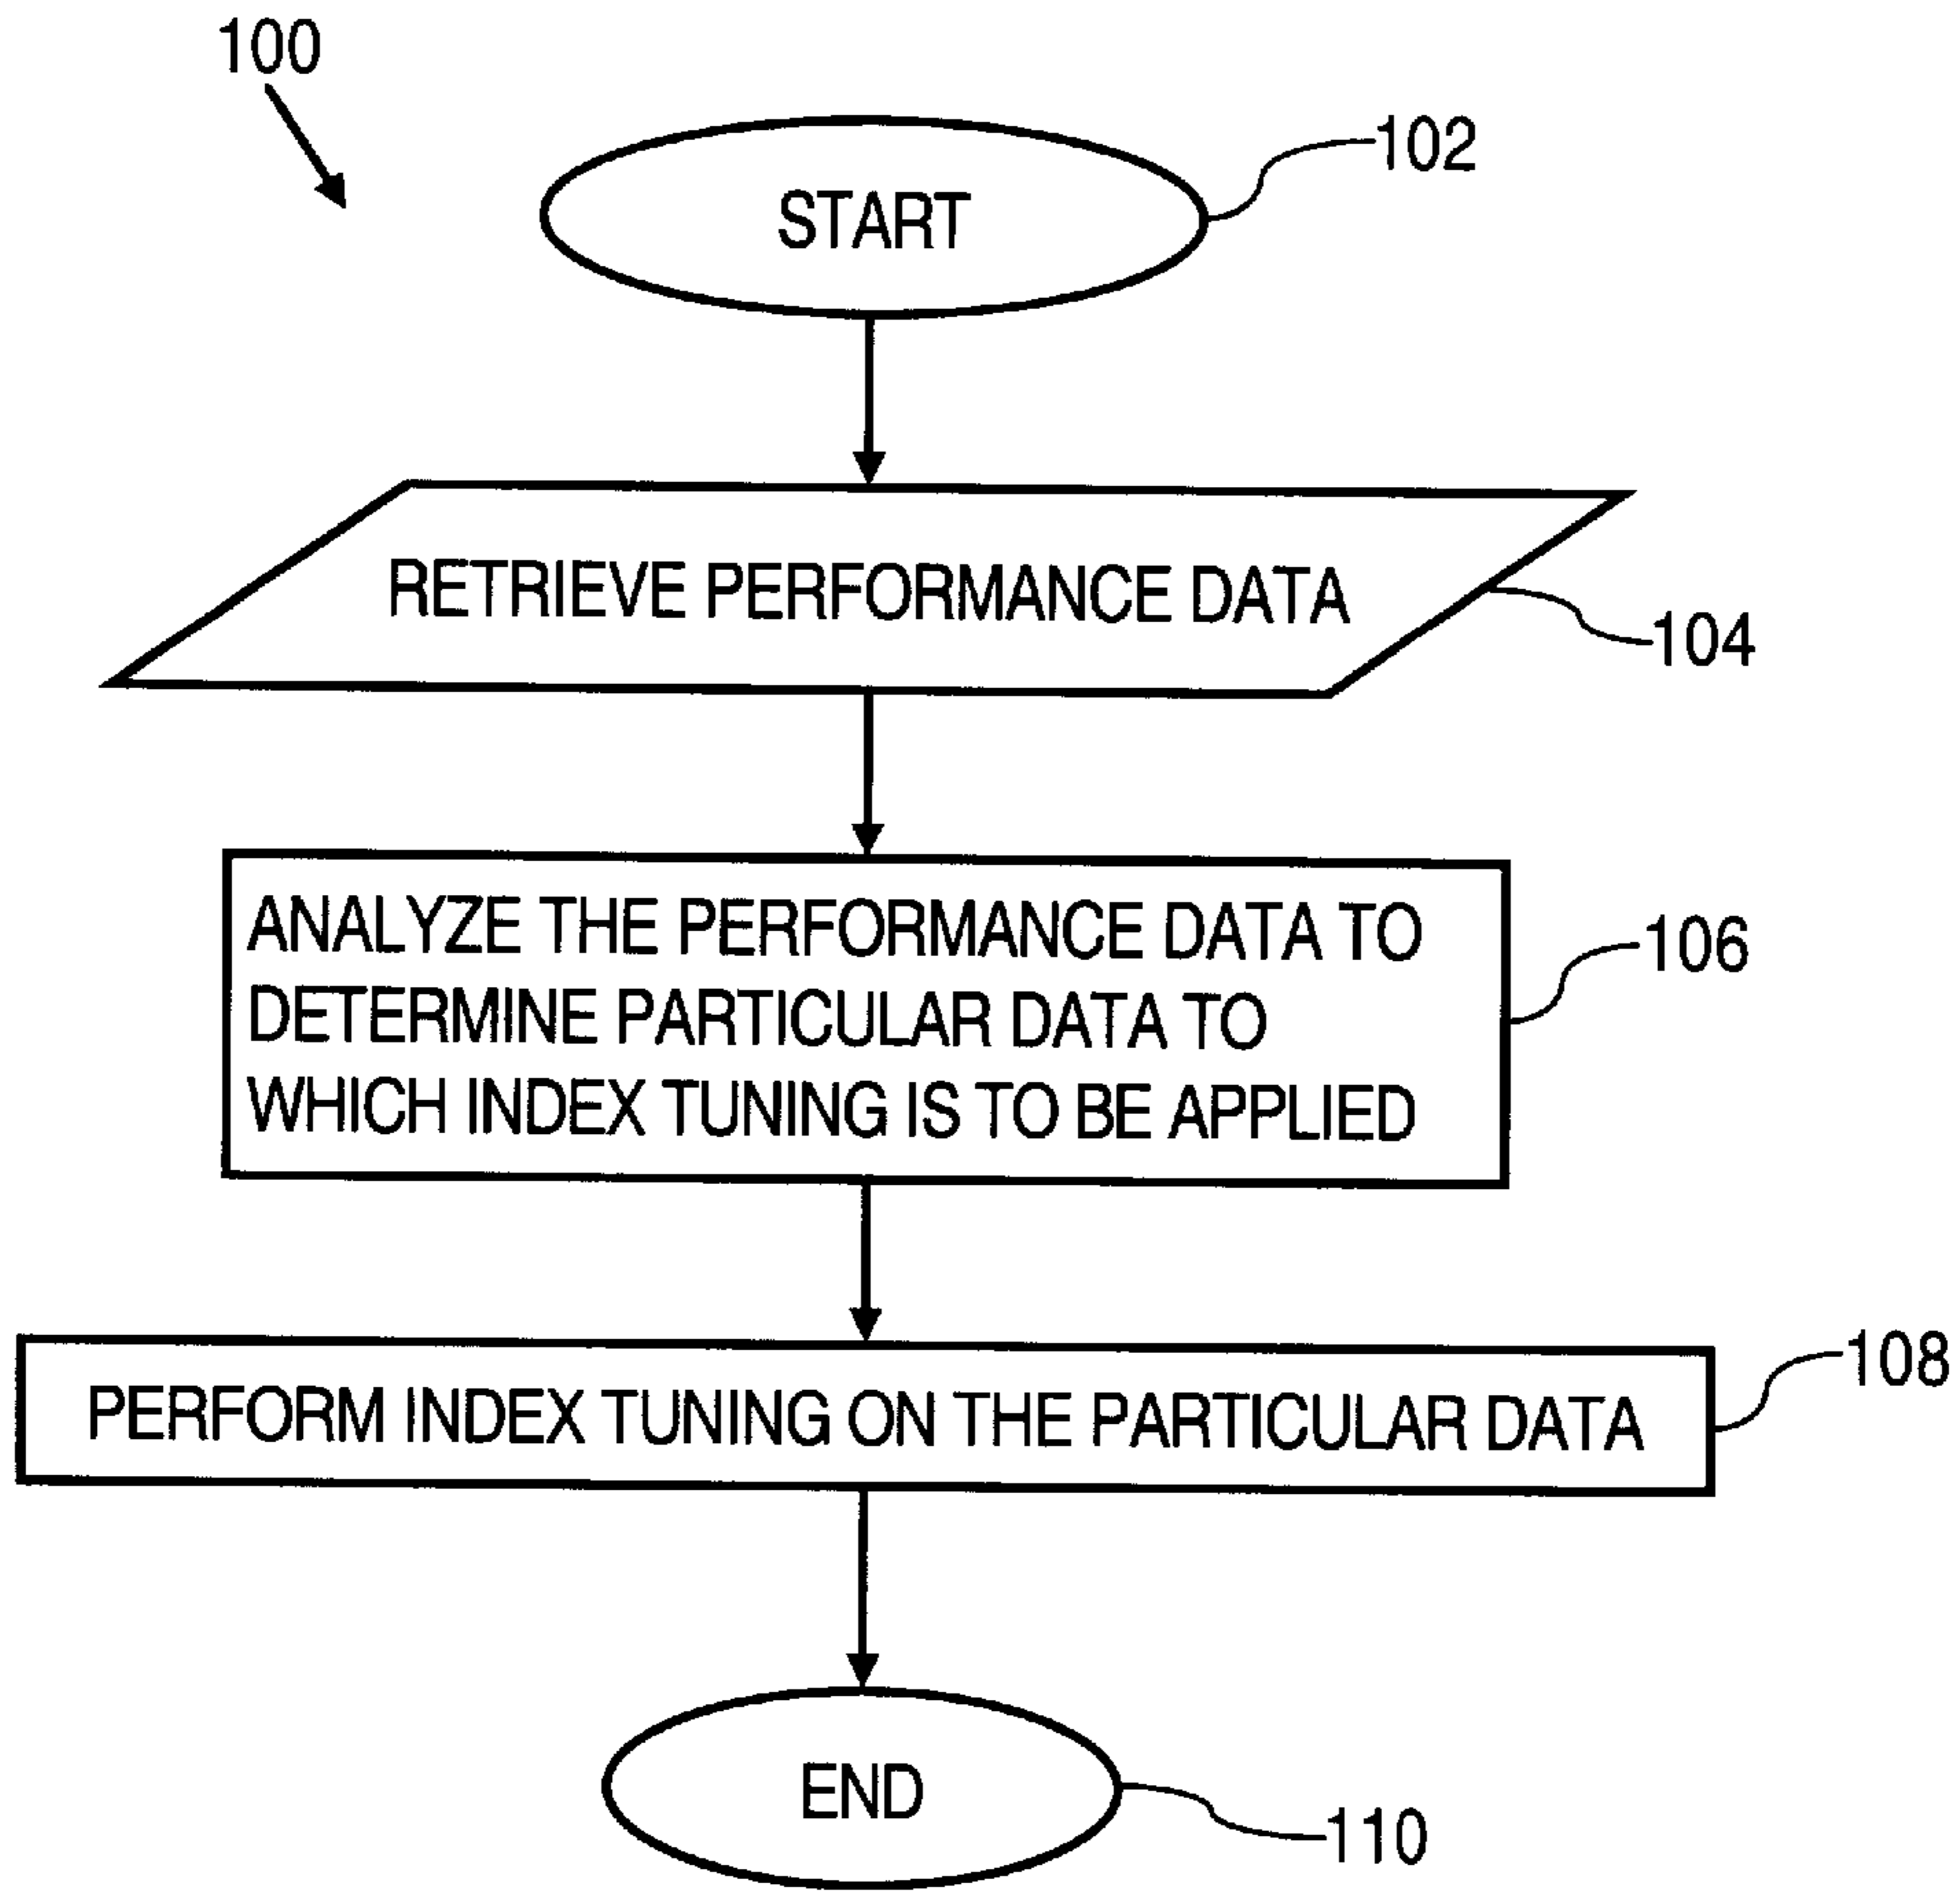 100
102
START
RETRIEVE PERFORMANCE DATA
104
ANALYZE THE PERFORMANCE DATA TO
DETERMINE PARTICULAR DATA TO
WHICH INDEX TUNING IS TO BE APPLIED
106
108
PERFORM INDEX TUNING ON THE PARTICULAR DATA
END
110